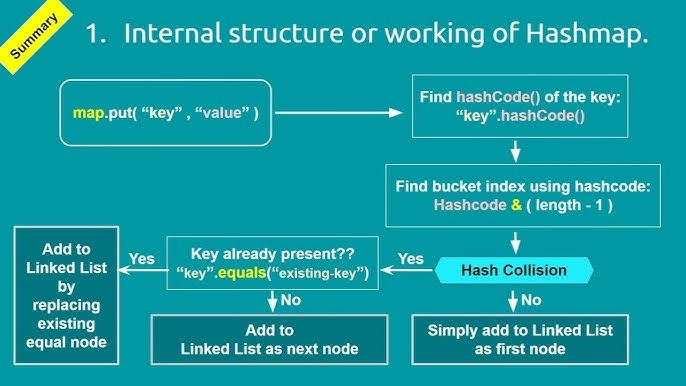 Summary
1. Internal structure or working of Hashmap.
map.put( “key” , “value” )
Find hashCode() of the key:
“key”.hashCode()
Find bucket index using hashcode:
Hashcode & ( length - 1 )
Hash Collision
Yes
No
Key already present??
“key”.equals(“existing-key”)
Yes
No
Add to
Linked List
by
replacing
existing
equal node
Add to
Linked List as next node
Simply add to Linked List
as first node